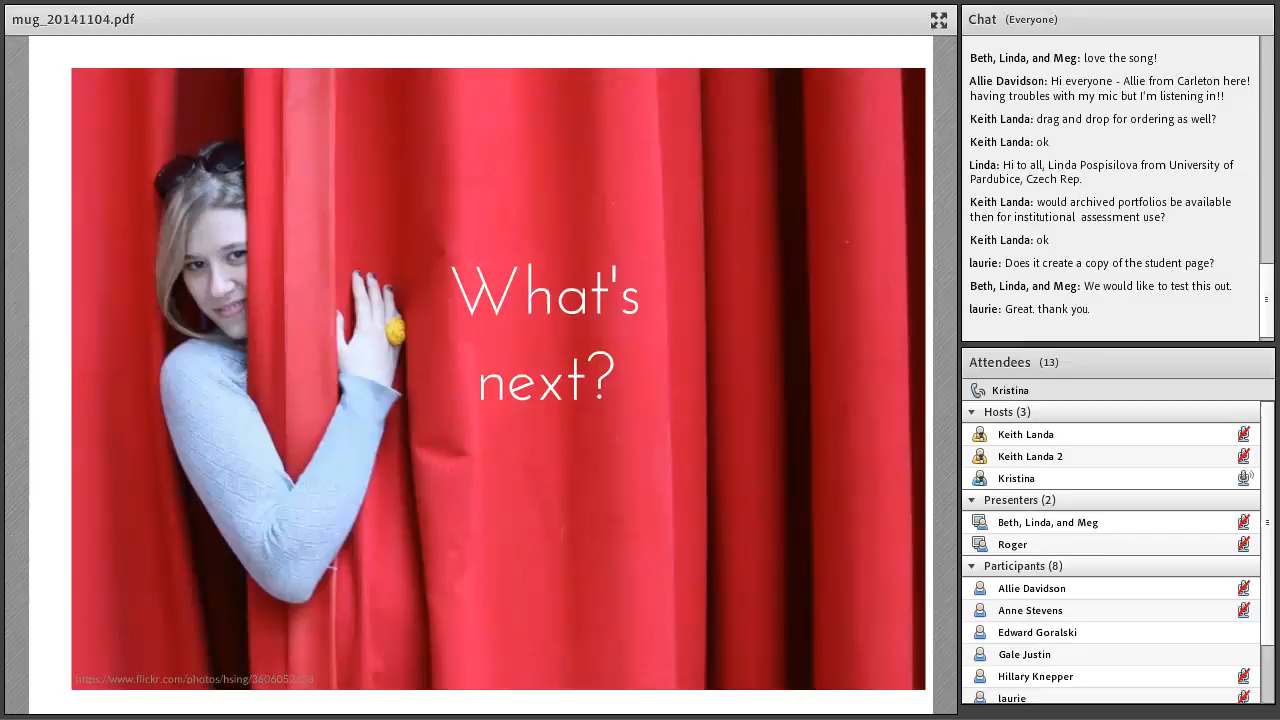 mug_20141104.pdf
What's
next?
Chat (Everyone)
Beth, Linda, and Meg: love the song!
Allie Davidson: Hi everyone - Allie from Carleton here!
having troubles with my mic but I'm listening in!!
Keith Landa: drag and drop for ordering as well?
Keith Landa: ok
Linda: Hi to all, Linda Pospisilova from University of
Pardubice, Czech Rep.
Keith Landa: would archived portfolios be available
then for institutional assessment use?
Keith Landa: ok
laurie: Does it create a copy of the student page?
Beth, Linda, and Meg: We would like to test this out.
laurie: Great. thank you.
Attendees (13)
Kristina
Hosts (3)
Keith Landa
Keith Landa 2
Kristina
Presenters (2)
Beth, Linda, and Meg
Roger
Participants (8)
Allie Davidson
Anne Stevens
Edward Goralski
Gale Justin
Hillary Knepper
laurie